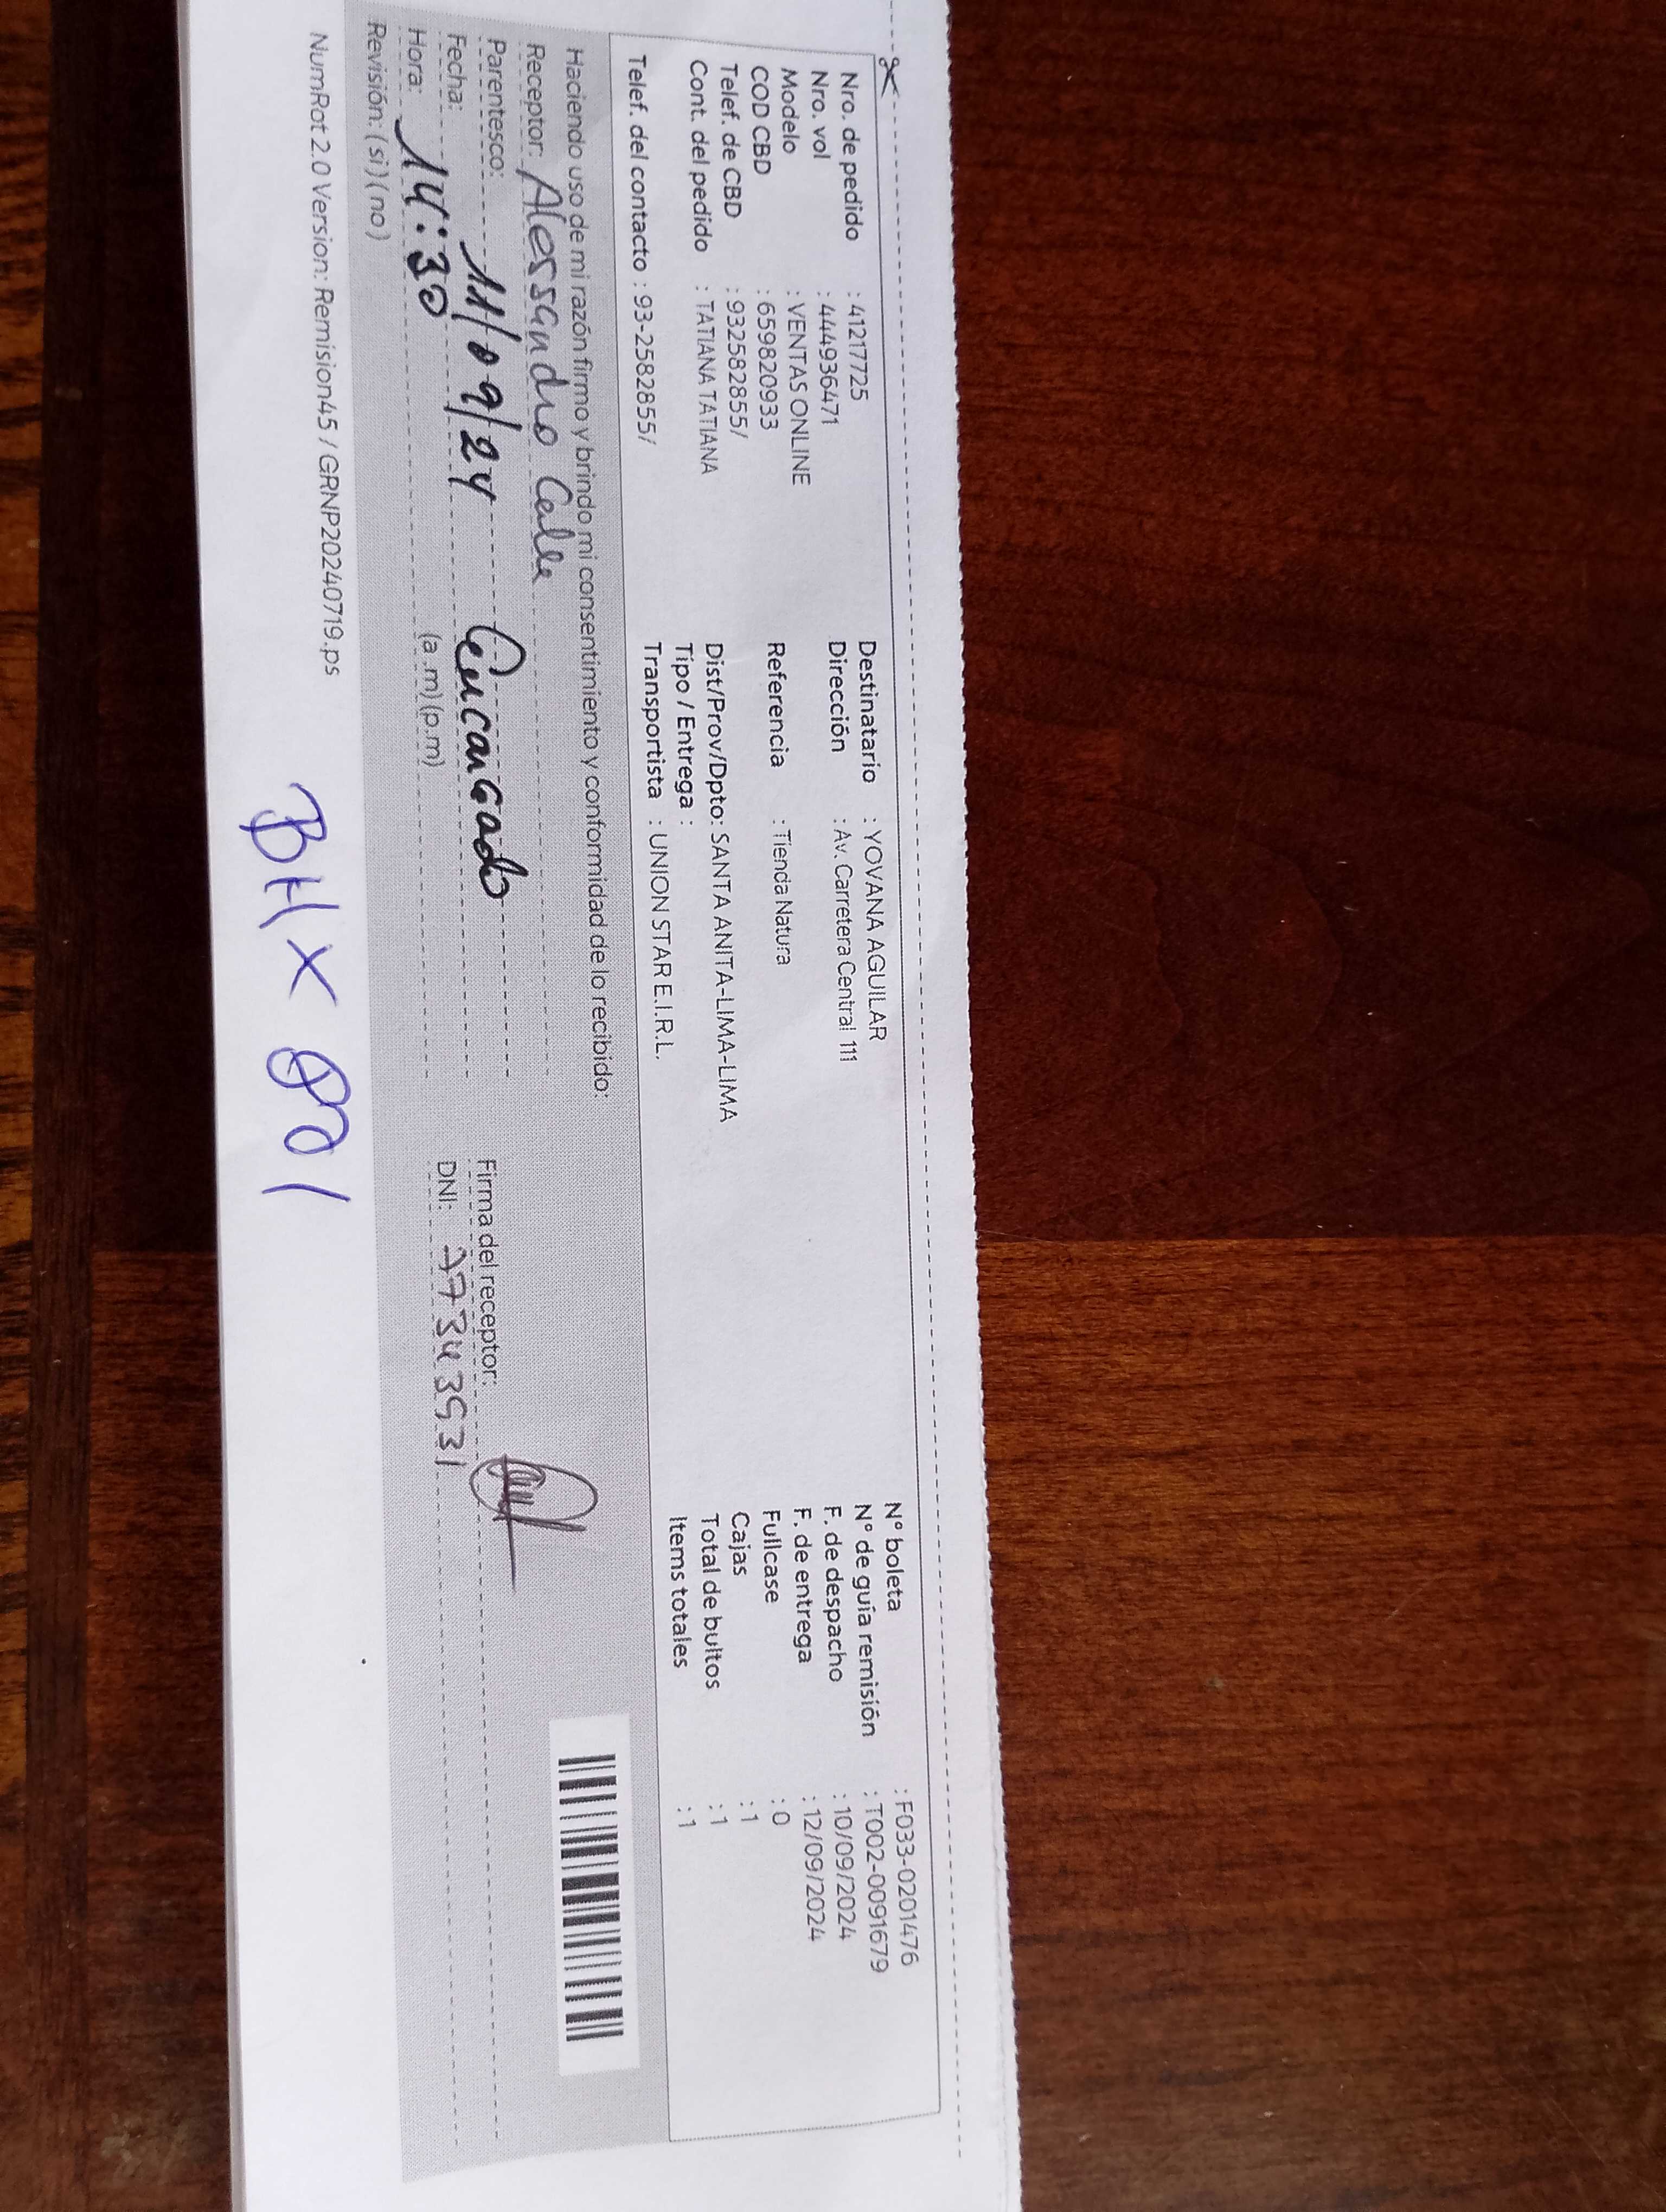 Nro. de pedido : 41217725
Nro. vol : 444936471
Modelo : VENTAS ONLINE
COD CBD : 6598209933
Telef. de CBD : 932582855/
Cont. del pedido : TATIANA TATIANA
Telef. del contacto : 93-2582855/
Destinatario : YOVANA AGUILAR
Dirección : Av. Carretera Central 111
Referencia : Tienda Natura
Dist/Prov/Dpto: SANTA ANITA-LIMA-LIMA
Tipo / Entrega :
Transportista : UNION STAR E.I.R.L.
N° boleta : F033-0201476
N° de guía remisión : T002-0091679
F. de despacho : 10/09/2024
F. de entrega : 12/09/2024
Fullcase : 0
Cajas : 1
Total de bultos : 1
Items totales : 1
Haciendo uso de mi razón firmo y brindo mi consentimiento y conformidad de lo recibido:
Receptor: Alessandro Calle
Parentesco: Encargado
Fecha: 11/09/24
Hora: 14:30 (a.m) (p.m)
Revisión: (si) (no)
Firma del receptor:
DNI: 77343931
NumRot 2.0 Version: Remision45 / GRNP20240719.ps
BHX